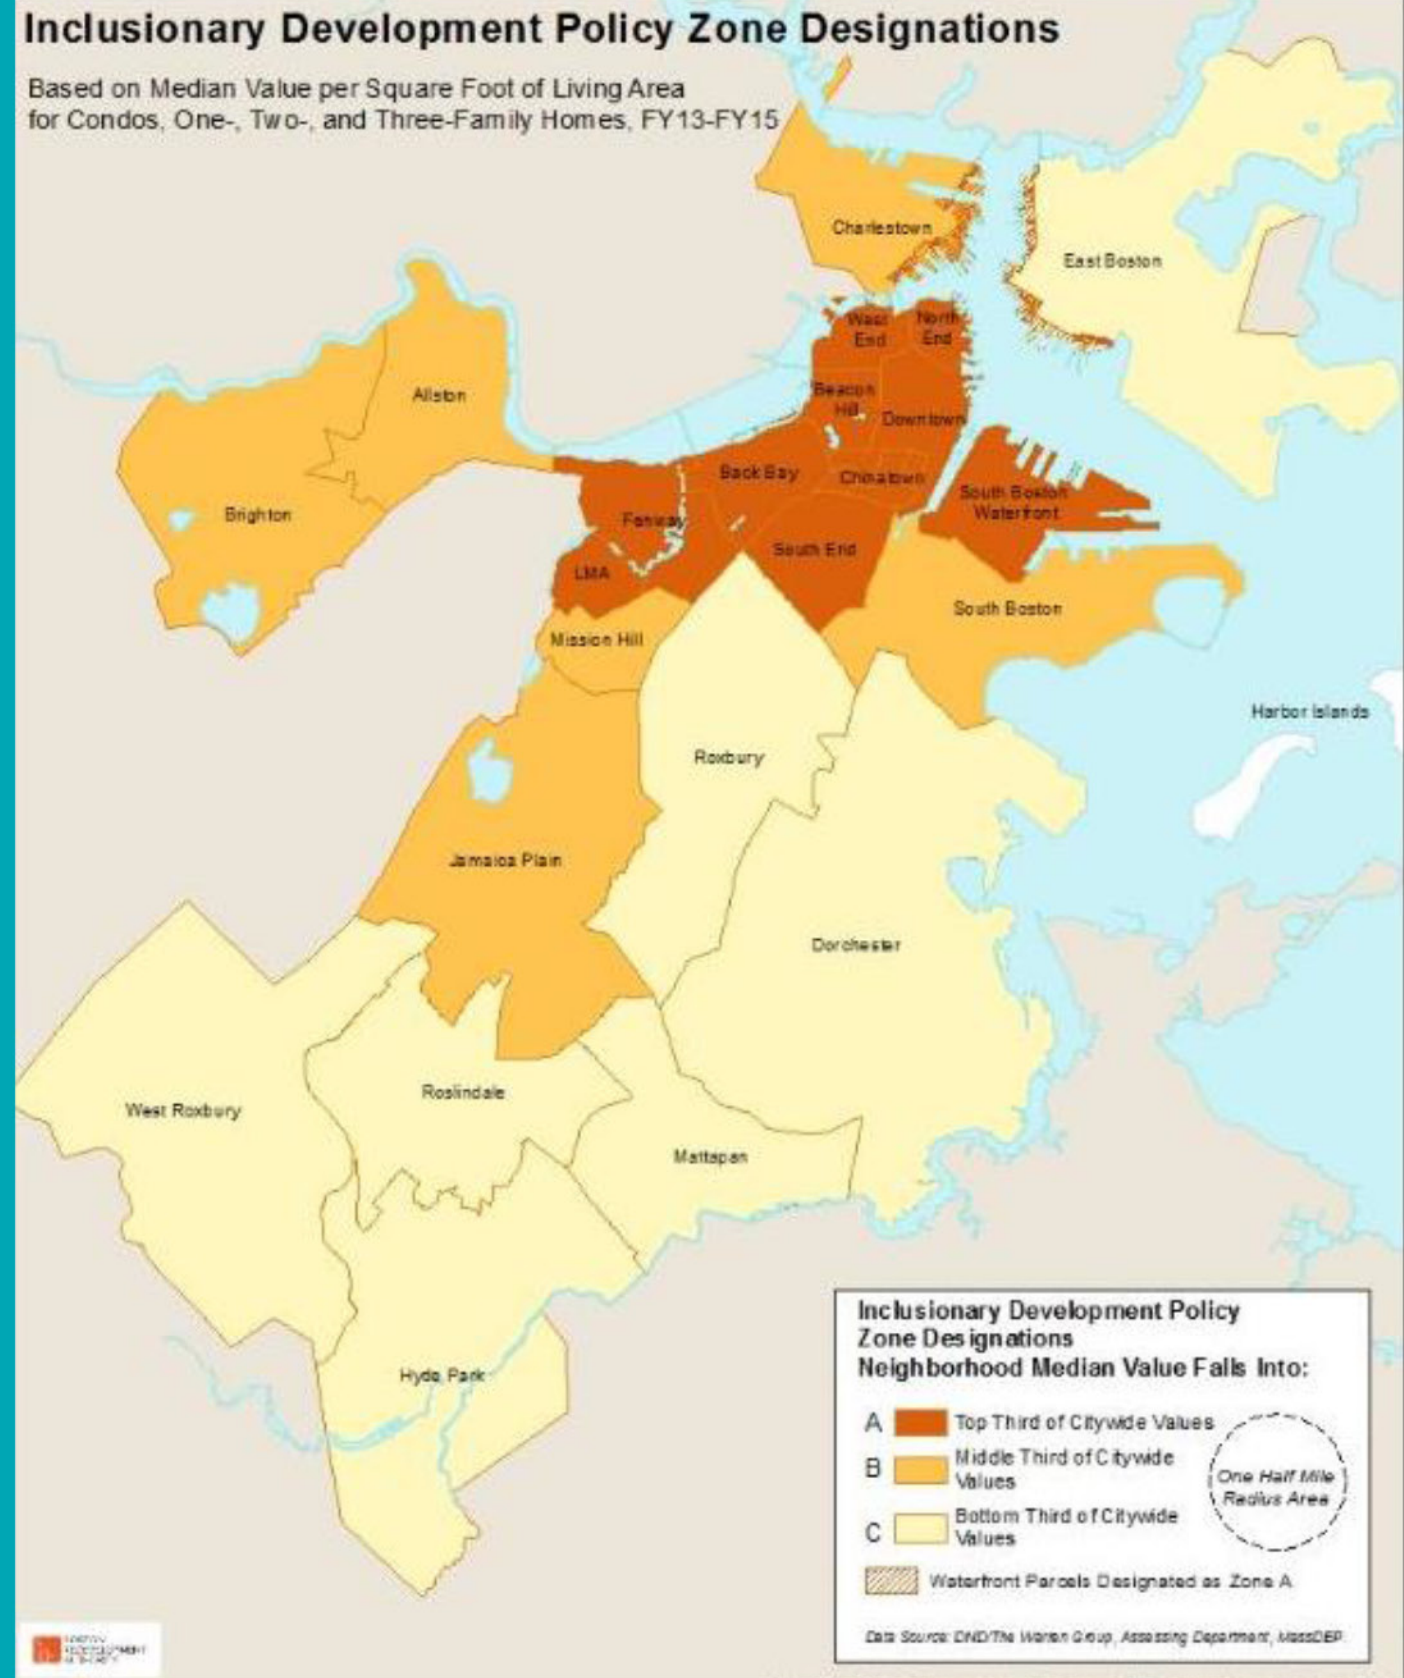 Inclusionary Development Policy Zone Designations
Based on Median Value per Square Foot of Living Area
for Condos, One-, Two-, and Three-Family Homes, FY13-FY15
Charlestown
East Boston
West
End
North
End
Beacon
Hill
Downtown
Allston
Back Bay
Chinatown
South Boston
Waterfront
Brighton
Fenway
South End
LMA
South Boston
Mission Hill
Harbor Islands
Roxbury
Jamaica Plain
Dorchester
Roslindale
West Roxbury
Mattapan
Hyde Park
Inclusionary Development Policy
Zone Designations
Neighborhood Median Value Falls Into:
A Top Third of Citywide Values
B Middle Third of Citywide
Values
C Bottom Third of Citywide
Values
One Half Mile
Radius Area
Waterfront Parcels Designated as Zone A
Data Source: DND/The Warren Group, Assessing Department, MassDEP